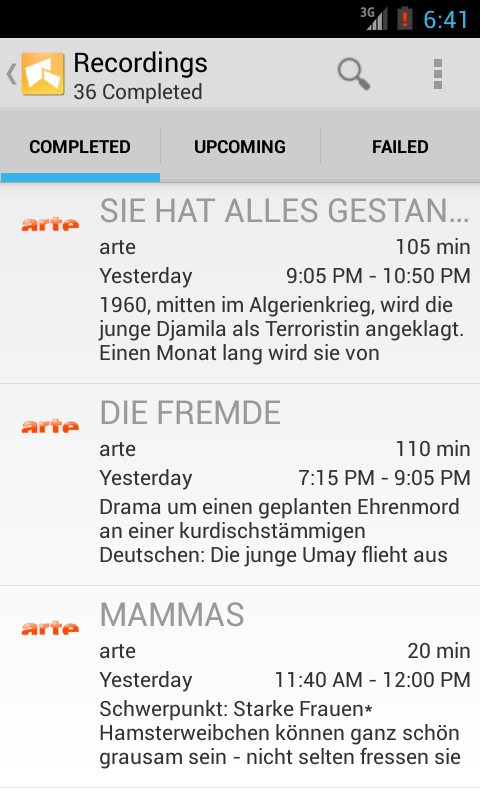 3G 6:41
Recordings
36 Completed
COMPLETED UPCOMING FAILED
SIE HAT ALLES GESTAN...
arte
arte 105 min
Yesterday 9:05 PM - 10:50 PM
1960, mitten im Algerienkrieg, wird die
junge Djamila als Terroristin angeklagt.
Einen Monat lang wird sie von
DIE FREMDE
arte
arte 110 min
Yesterday 7:15 PM - 9:05 PM
Drama um einen geplanten Ehrenmord
an einer kurdischstämmigen
Deutschen: Die junge Umay flieht aus
MAMMAS
arte
arte 20 min
Yesterday 11:40 AM - 12:00 PM
Schwerpunkt: Starke Frauen*
Hamsterweibchen können ganz schön
grausam sein - nicht selten fressen sie